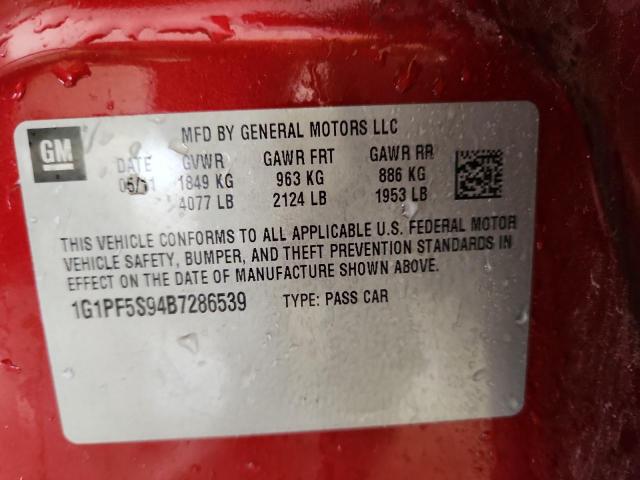 GM
MFD BY GENERAL MOTORS LLC
DATE GVWR GAWR FRT GAWR RR
05/11 1849 KG 963 KG 886 KG
4077 LB 2124 LB 1953 LB
THIS VEHICLE CONFORMS TO ALL APPLICABLE U.S. FEDERAL MOTOR
VEHICLE SAFETY, BUMPER, AND THEFT PREVENTION STANDARDS IN
EFFECT ON THE DATE OF MANUFACTURE SHOWN ABOVE.
1G1PF5S94B7286539 TYPE: PASS CAR